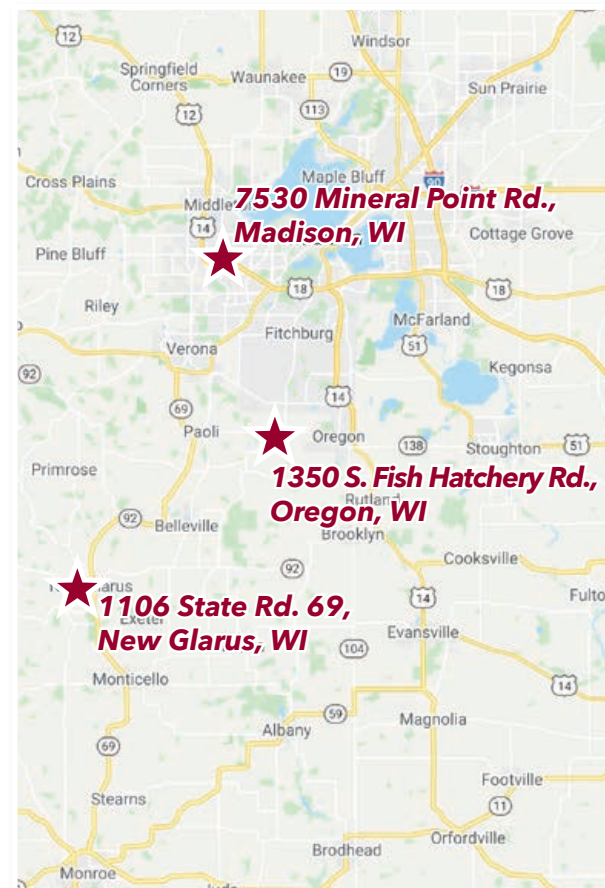 12
Windsor
Springfield
Corners
Waunakee
19
Sun Prairie
113
12
Cross Plains
Maple Bluff
90
7530 Mineral Point Rd.,
Madison, WI
14
Cottage Grove
Pine Bluff
18
18
Riley
McFarland
Fitchburg
51
Verona
92
Kegonsa
14
69
Paoli
Oregon
138
Stoughton
51
Primrose
1350 S. Fish Hatchery Rd.,
Oregon, WI
Rutland
Brooklyn
92
Belleville
92
Cooksville
1106 State Rd. 69,
New Glarus, WI
Exeter
14
Evansville
104
Monticello
14
59
Magnolia
Albany
69
Footville
Stearns
11
Orfordville
Brodhead
Monroe